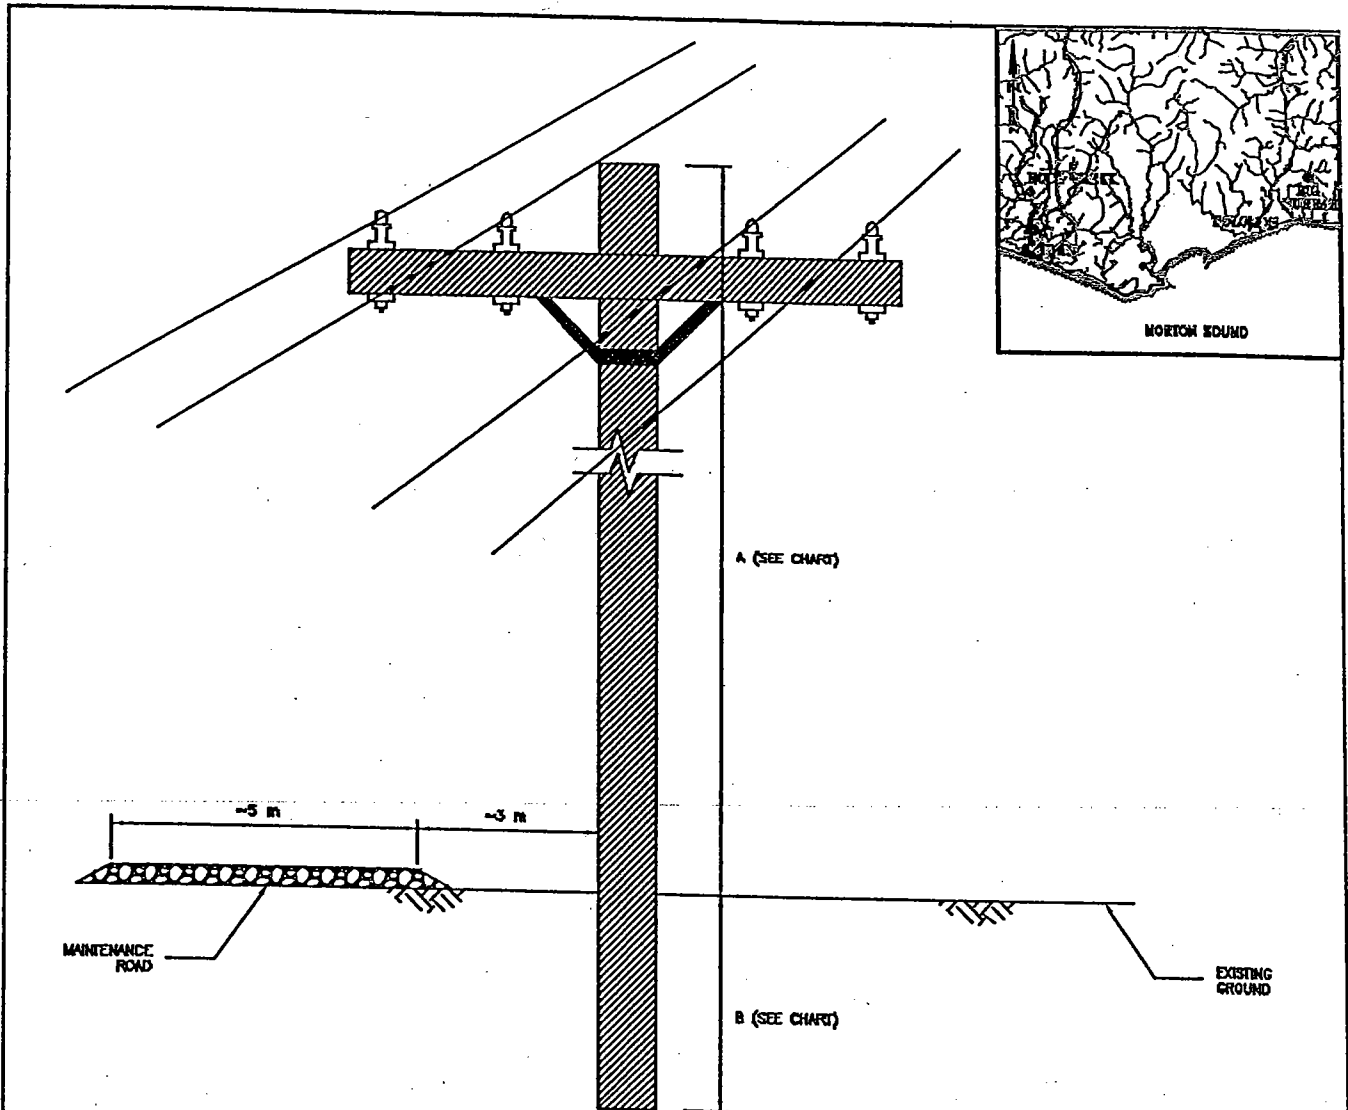 NORTON SOUND
A (SEE CHART)
~5 m
~3 m
MAINTENANCE
ROAD
EXISTING
GROUND
B (SEE CHART)